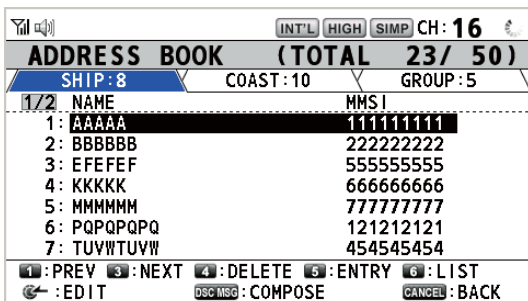 INT'L HIGH SIMP CH:16
ADDRESS BOOK (TOTAL 23/ 50)
SHIP:8 COAST:10 GROUP:5
1/2 NAME MMSI
1: AAAAA 111111111
2: BBBBBB 222222222
3: EFEFEF 555555555
4: KKKKK 666666666
5: MMMMMM 777777777
6: PQPQPQPQ 121212121
7: TUVWTUVW 454545454
1:PREV 3:NEXT 4:DELETE 5:ENTRY 6:LIST
:EDIT DSC MSG:COMPOSE CANCEL:BACK